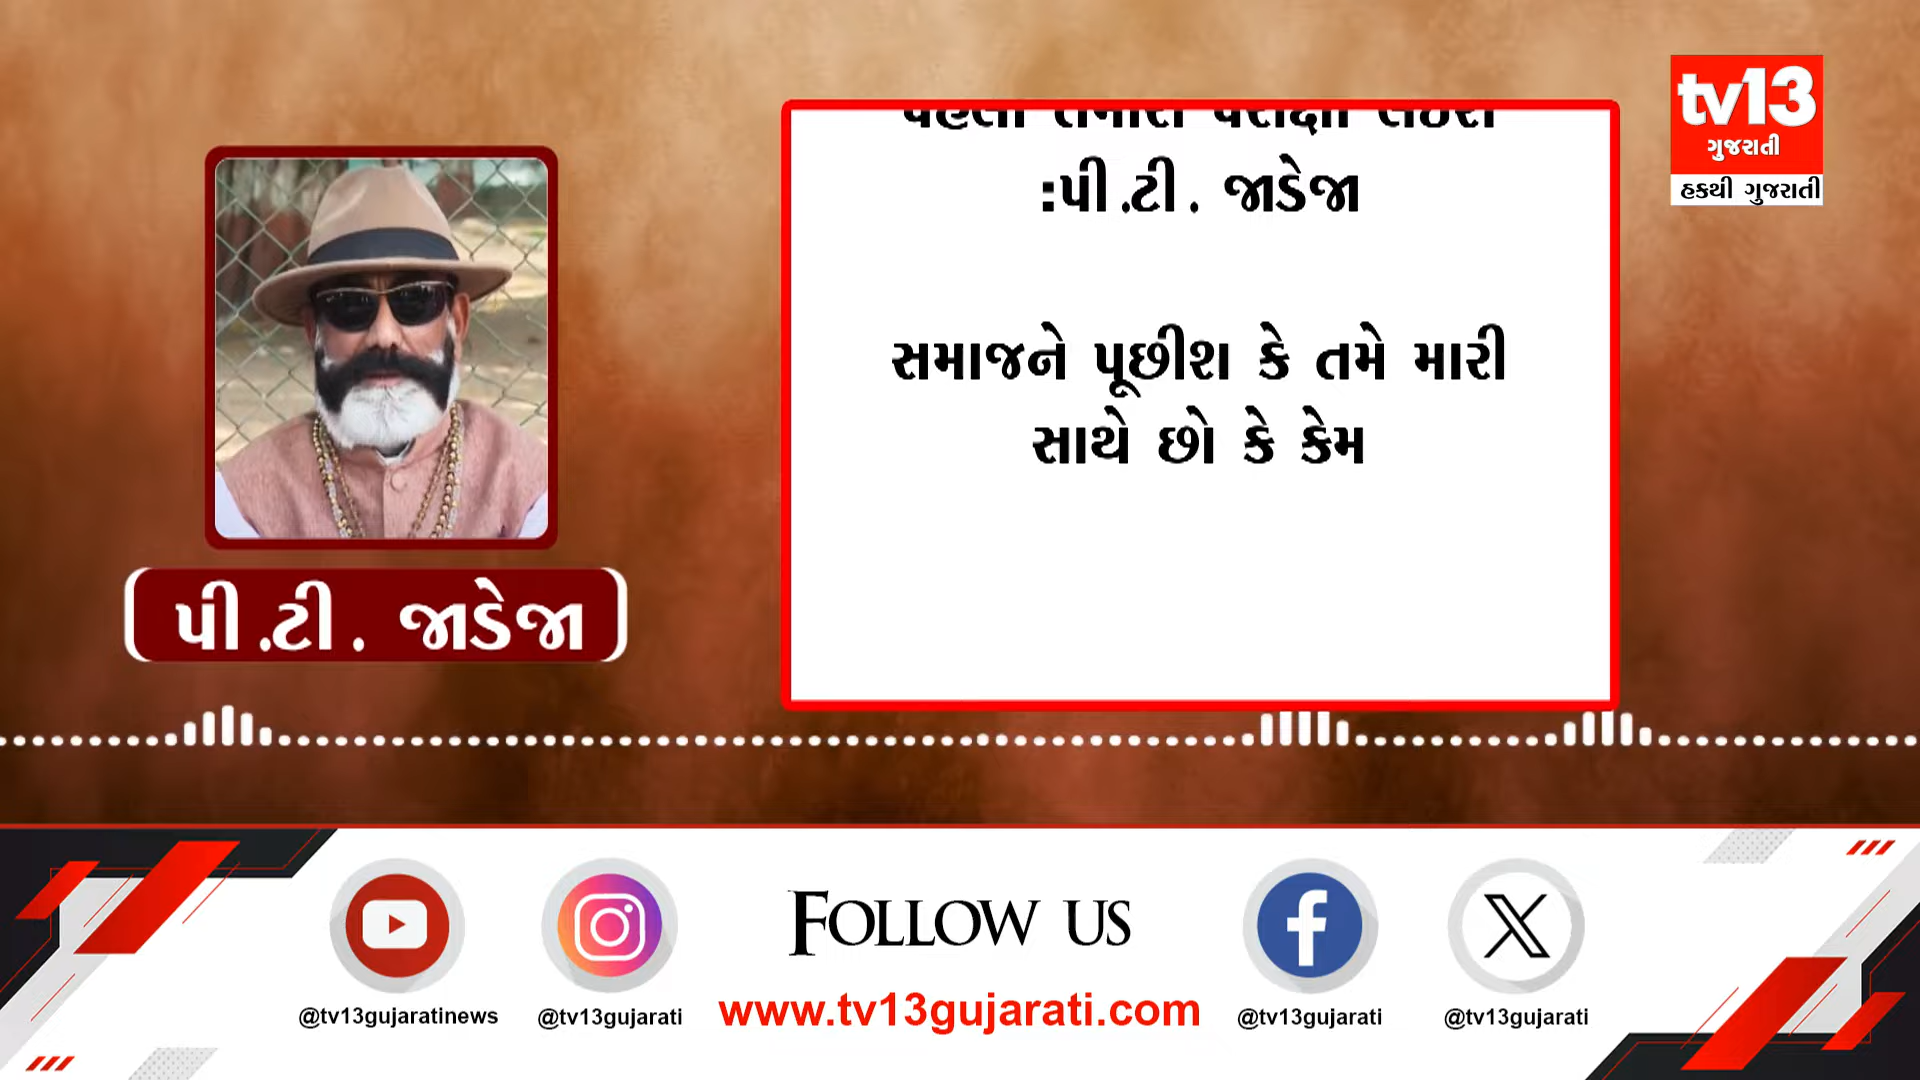 tv13
ગુજરાતી
હકથી ગુજરાતી
:પી.ટી. જાડેજા
સમાજને પૂછીશ કે તમે મારી
સાથે છો કે કેમ
પી.ટી. જાડેજા
FOLLOW US
www.tv13gujarati.com
@tv13gujaratinews
@tv13gujarati
@tv13gujarati
@tv13gujarati